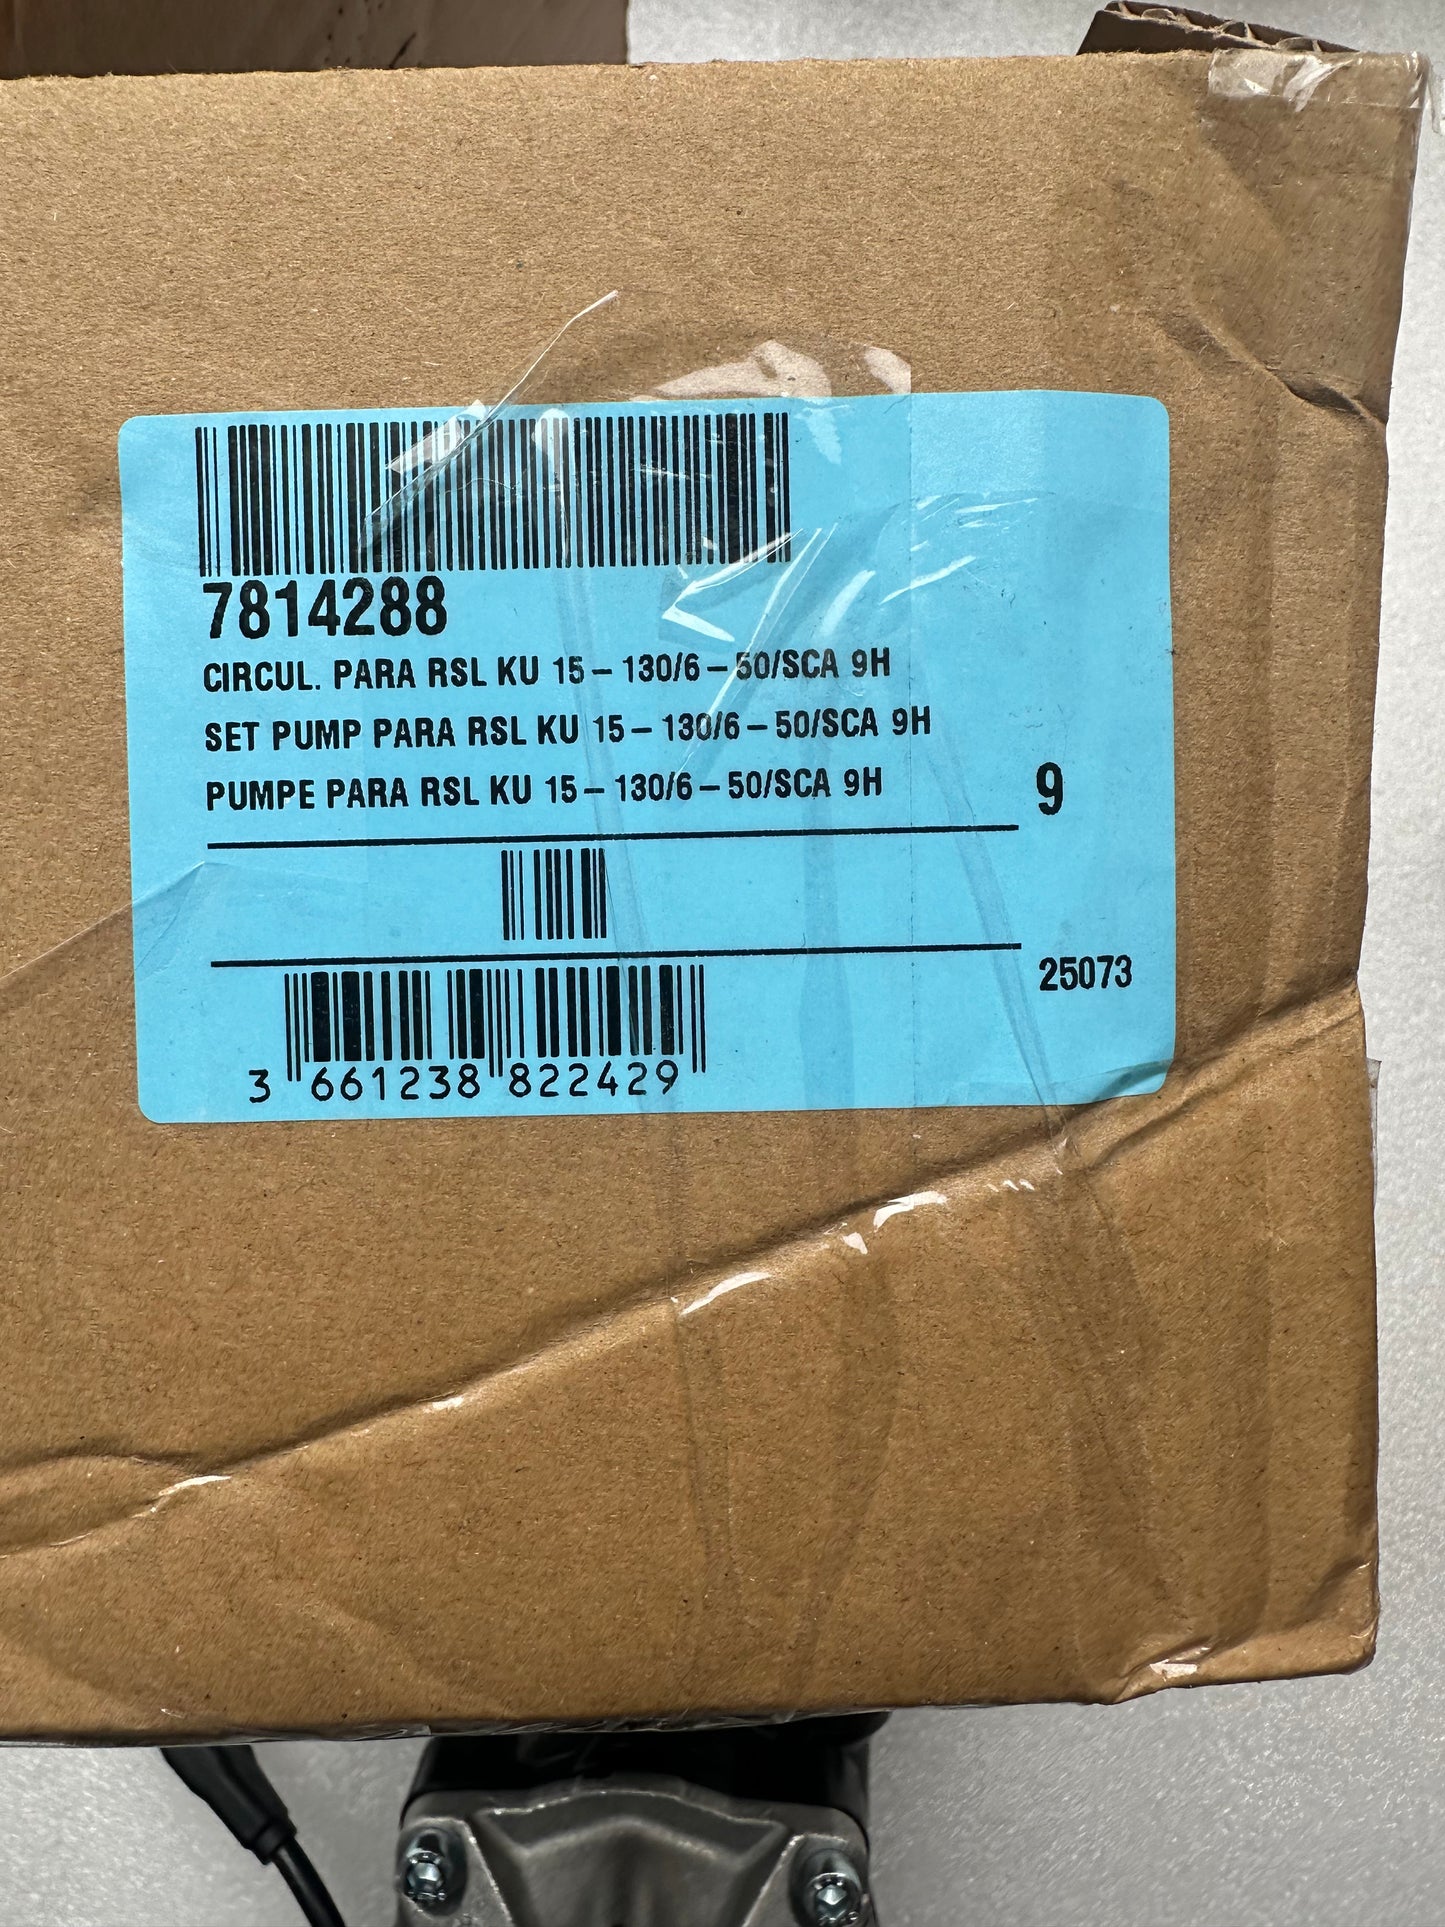 7814288
CIRCUL. PARA RSL KU 15 – 130/6 – 50/SCA 9H
SET PUMP PARA RSL KU 15 – 130/6 – 50/SCA 9H
PUMPE PARA RSL KU 15 – 130/6 – 50/SCA 9H
9
25073
3 661238 822429